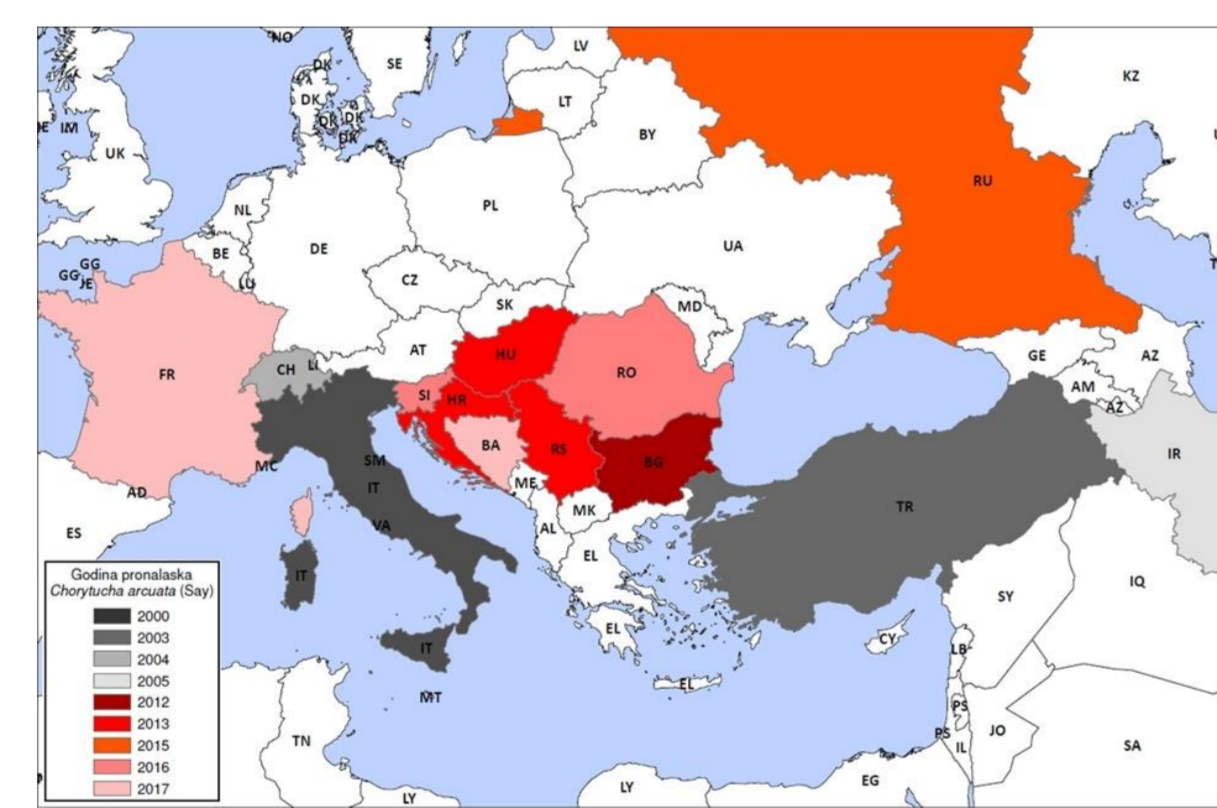 NO
SE
LV
KZ
DK
DK
LT
DK
DK
DK
IM
UK
BY
RU
NL
PL
DE
UA
BE
GG
GG
JE
LU
CZ
SK
MD
AT
HU
GE
AZ
FR
CH
LI
RO
AM
AZ
SI
HR
BA
RS
BG
IR
MC
SM
IT
ME
AD
MK
TR
ES
VA
AL
EL
IT
IQ
SY
EL
CY
LB
IT
EL
MT
PS
PS
JO
IL
TN
SA
EG
LY
LY
Godina pronalaska
Chorytucha arcuata (Say)
2000
2003
2004
2005
2012
2013
2015
2016
2017